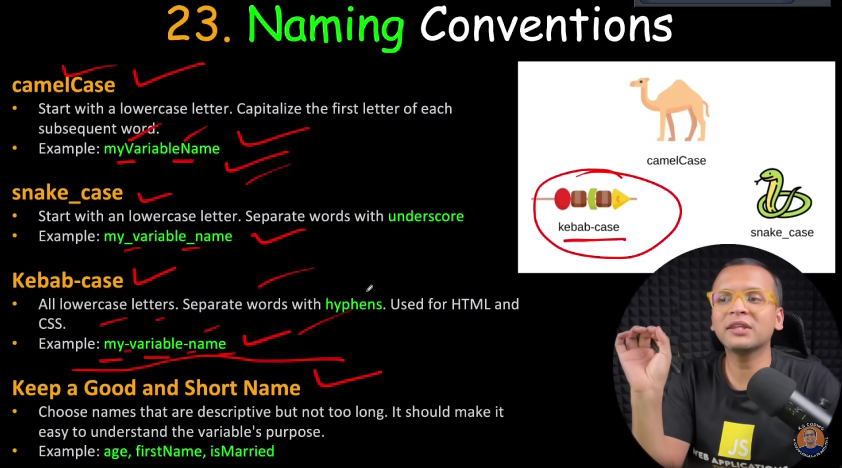 23. Naming Conventions
camelCase
• Start with a lowercase letter. Capitalize the first letter of each
subsequent word.
• Example: myVariableName
snake_case
• Start with an lowercase letter. Separate words with underscore
• Example: my_variable_name
Kebab-case
• All lowercase letters. Separate words with hyphens. Used for HTML and
CSS.
• Example: my-variable-name
Keep a Good and Short Name
• Choose names that are descriptive but not too long. It should make it
easy to understand the variable's purpose.
• Example: age, firstName, isMarried
camelCase
kebab-case
snake_case
JS
WEB APPLICATIONS